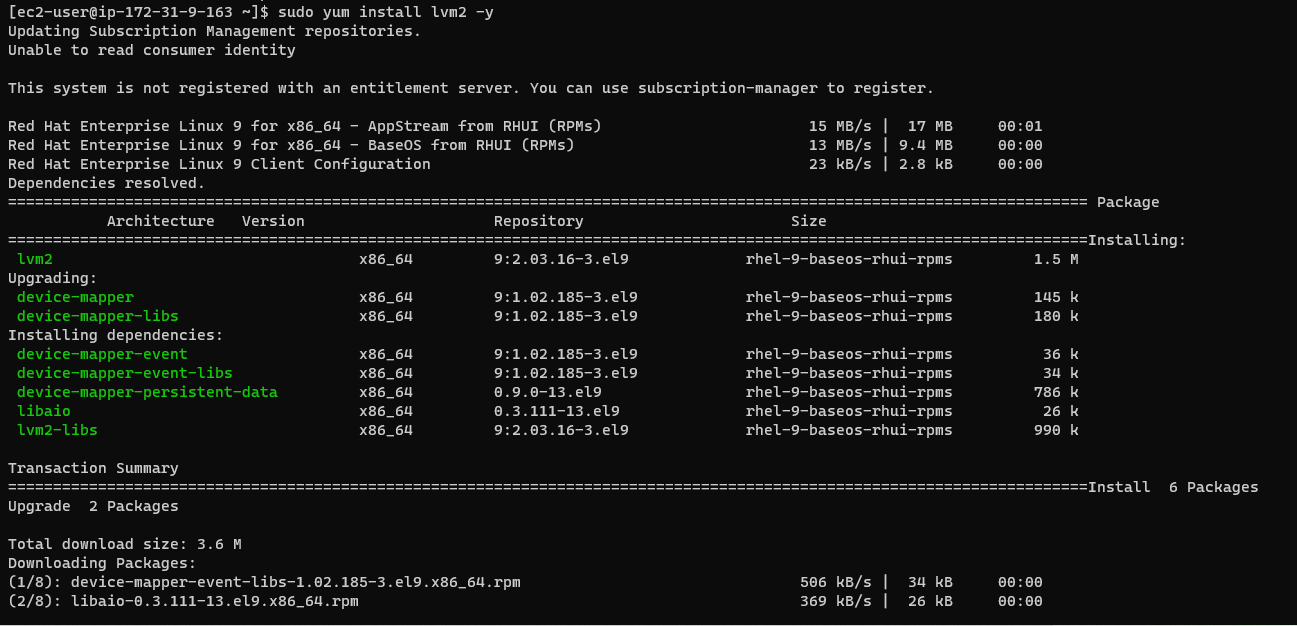 [ec2-user@ip-172-31-9-163 ~]$ sudo yum install lvm2 -y
Updating Subscription Management repositories.
Unable to read consumer identity
This system is not registered with an entitlement server. You can use subscription-manager to register.
Red Hat Enterprise Linux 9 for x86_64 - AppStream from RHUI (RPMs) 15 MB/s | 17 MB 00:01
Red Hat Enterprise Linux 9 for x86_64 - BaseOS from RHUI (RPMs) 13 MB/s | 9.4 MB 00:00
Red Hat Enterprise Linux 9 Client Configuration 23 kB/s | 2.8 kB 00:00
Dependencies resolved.
======================================================================================================================== Package
Architecture Version Repository Size
========================================================================================================================Installing:
lvm2 x86_64 9:2.03.16-3.el9 rhel-9-baseos-rhui-rpms 1.5 M
Upgrading:
device-mapper x86_64 9:1.02.185-3.el9 rhel-9-baseos-rhui-rpms 145 k
device-mapper-libs x86_64 9:1.02.185-3.el9 rhel-9-baseos-rhui-rpms 180 k
Installing dependencies:
device-mapper-event x86_64 9:1.02.185-3.el9 rhel-9-baseos-rhui-rpms 36 k
device-mapper-event-libs x86_64 9:1.02.185-3.el9 rhel-9-baseos-rhui-rpms 34 k
device-mapper-persistent-data x86_64 0.9.0-13.el9 rhel-9-baseos-rhui-rpms 786 k
libaio x86_64 0.3.111-13.el9 rhel-9-baseos-rhui-rpms 26 k
lvm2-libs x86_64 9:2.03.16-3.el9 rhel-9-baseos-rhui-rpms 990 k
Transaction Summary
========================================================================================================================Install 6 Packages
Upgrade 2 Packages
Total download size: 3.6 M
Downloading Packages:
(1/8): device-mapper-event-libs-1.02.185-3.el9.x86_64.rpm 506 kB/s | 34 kB 00:00
(2/8): libaio-0.3.111-13.el9.x86_64.rpm 369 kB/s | 26 kB 00:00